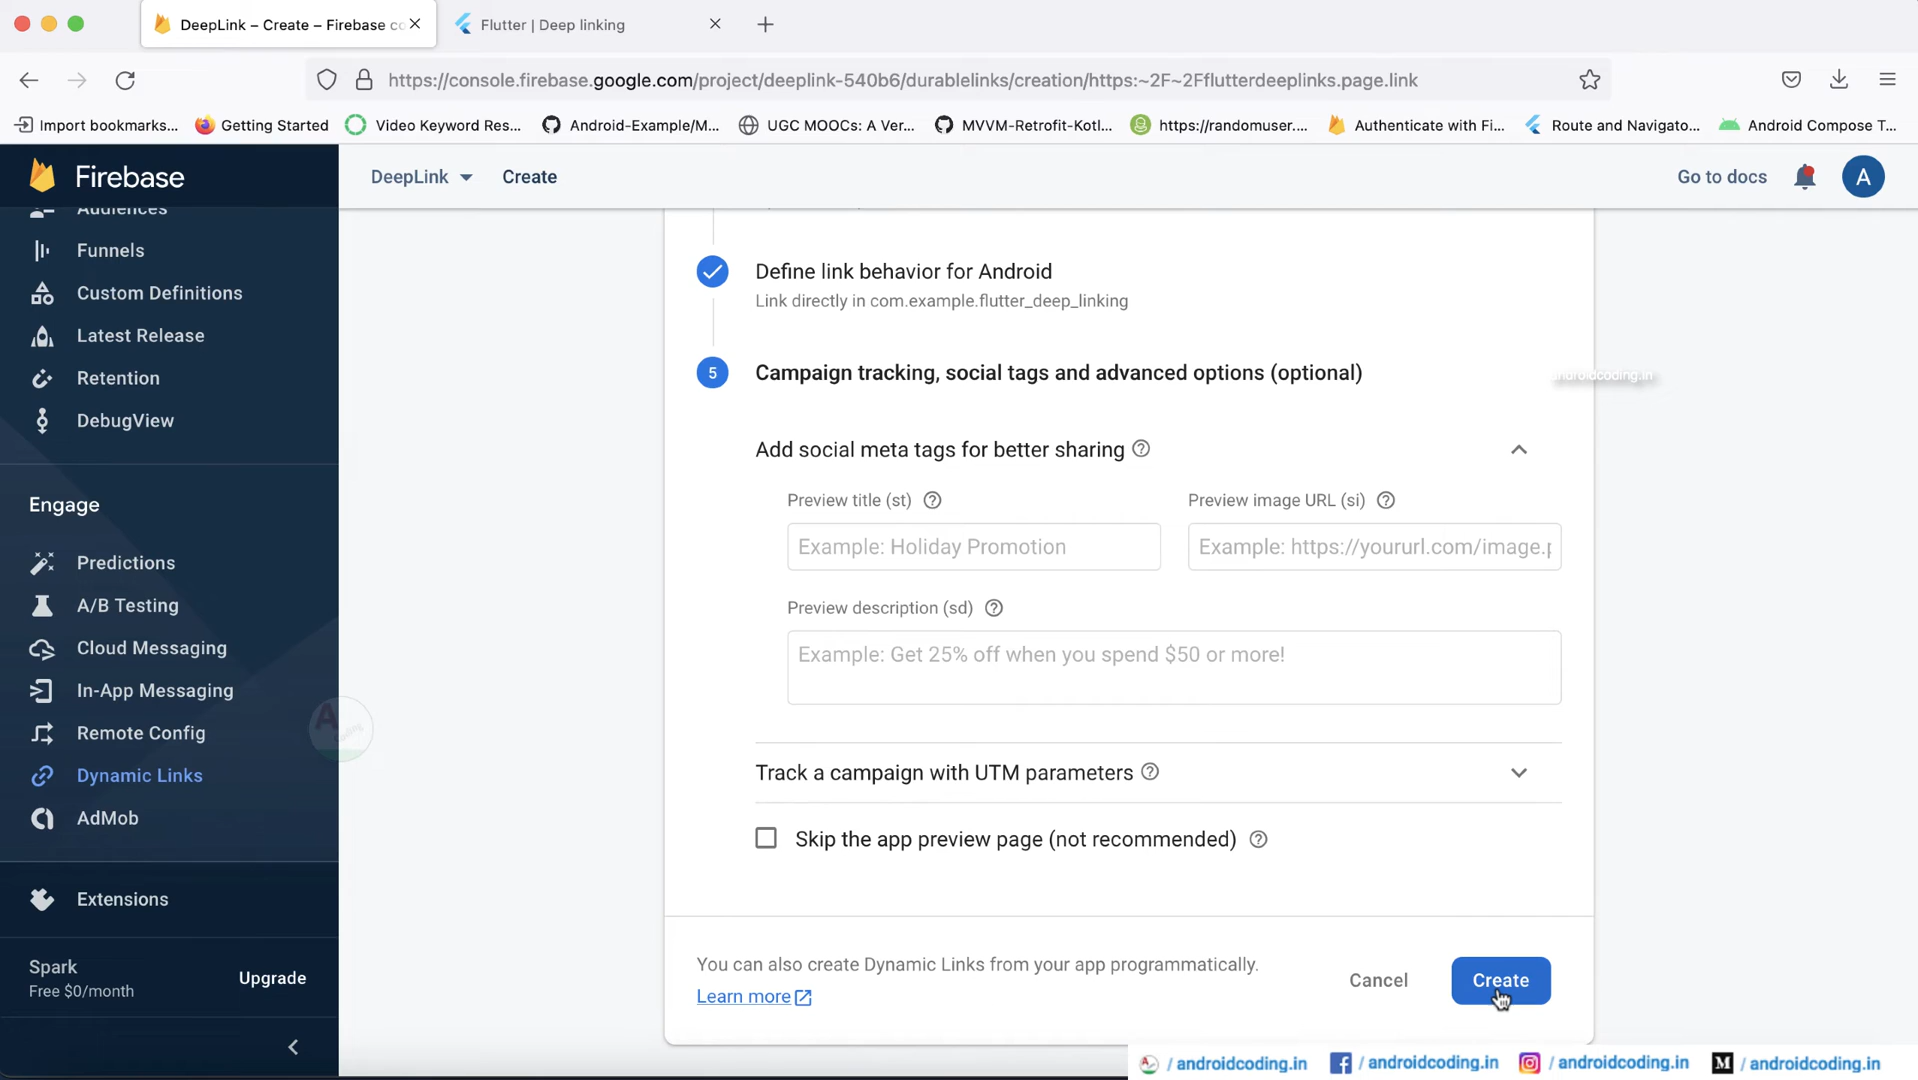 DeepLink – Create – Firebase co
Flutter | Deep linking
https://console.firebase.google.com/project/deeplink-540b6/durablelinks/creation/https:~2F~2Fflutterdeeplinks.page.link
Import bookmarks...
Getting Started
Video Keyword Res...
Android-Example/M...
UGC MOOCs: A Ver...
MVVM-Retrofit-Kotl...
https://randomuser....
Authenticate with Fi...
Route and Navigato...
Android Compose T...
Firebase
DeepLink
Create
Go to docs
A
Audiences
Funnels
Custom Definitions
Latest Release
Retention
DebugView
Engage
Predictions
A/B Testing
Cloud Messaging
In-App Messaging
Remote Config
Dynamic Links
AdMob
Extensions
Spark
Free $0/month
Upgrade
Define link behavior for Android
Link directly in com.example.flutter_deep_linking
5
Campaign tracking, social tags and advanced options (optional)
androidcoding.in
Add social meta tags for better sharing
Preview title (st)
Preview image URL (si)
Example: Holiday Promotion
Example: https://yoururl.com/image.p
Preview description (sd)
Example: Get 25% off when you spend $50 or more!
Track a campaign with UTM parameters
Skip the app preview page (not recommended)
You can also create Dynamic Links from your app programmatically.
Learn more
Cancel
Create
/ androidcoding.in
/ androidcoding.in
/ androidcoding.in
/ androidcoding.in